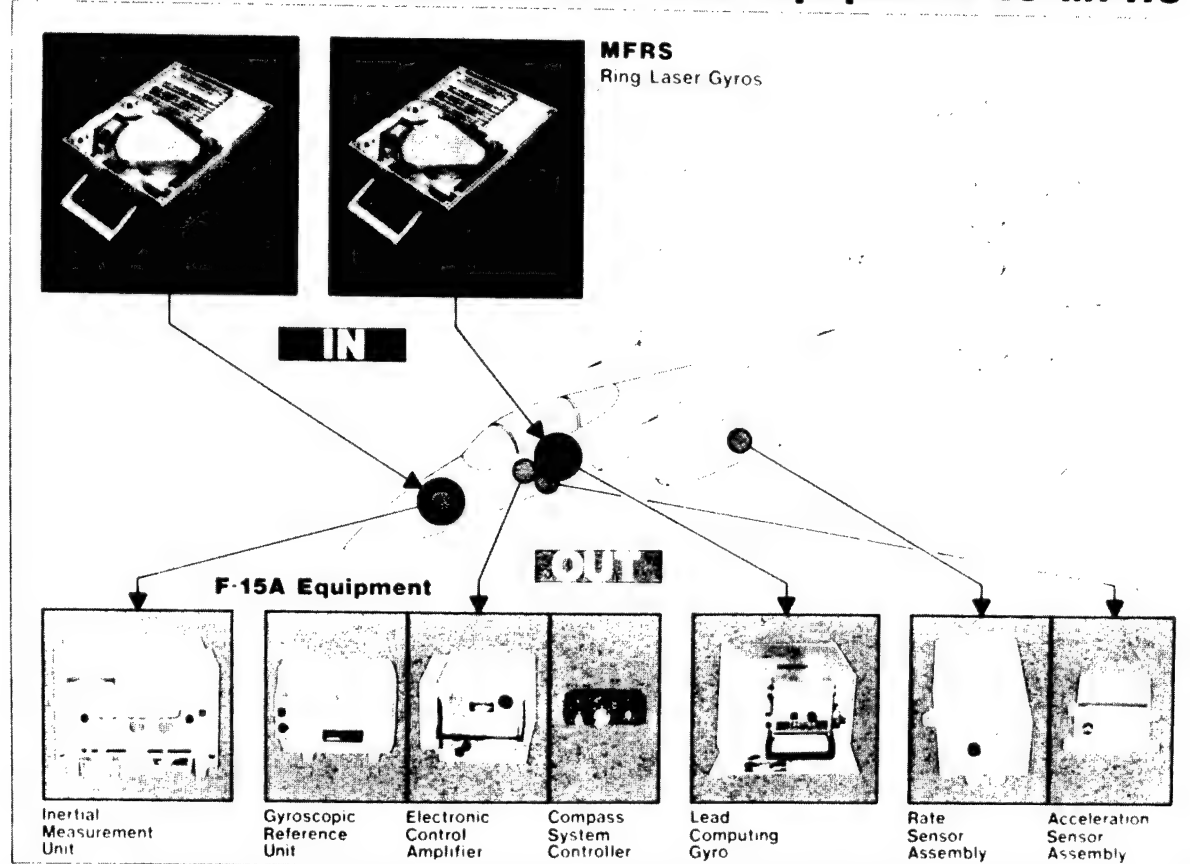 MFRS
Ring Laser Gyros
IN
OUT
F-15A Equipment
Inertial
Measurement
Unit
Gyroscopic
Reference
Unit
Electronic
Control
Amplifier
Compass
System
Controller
Lead
Computing
Gyro
Rate
Sensor
Assembly
Acceleration
Sensor
Assembly